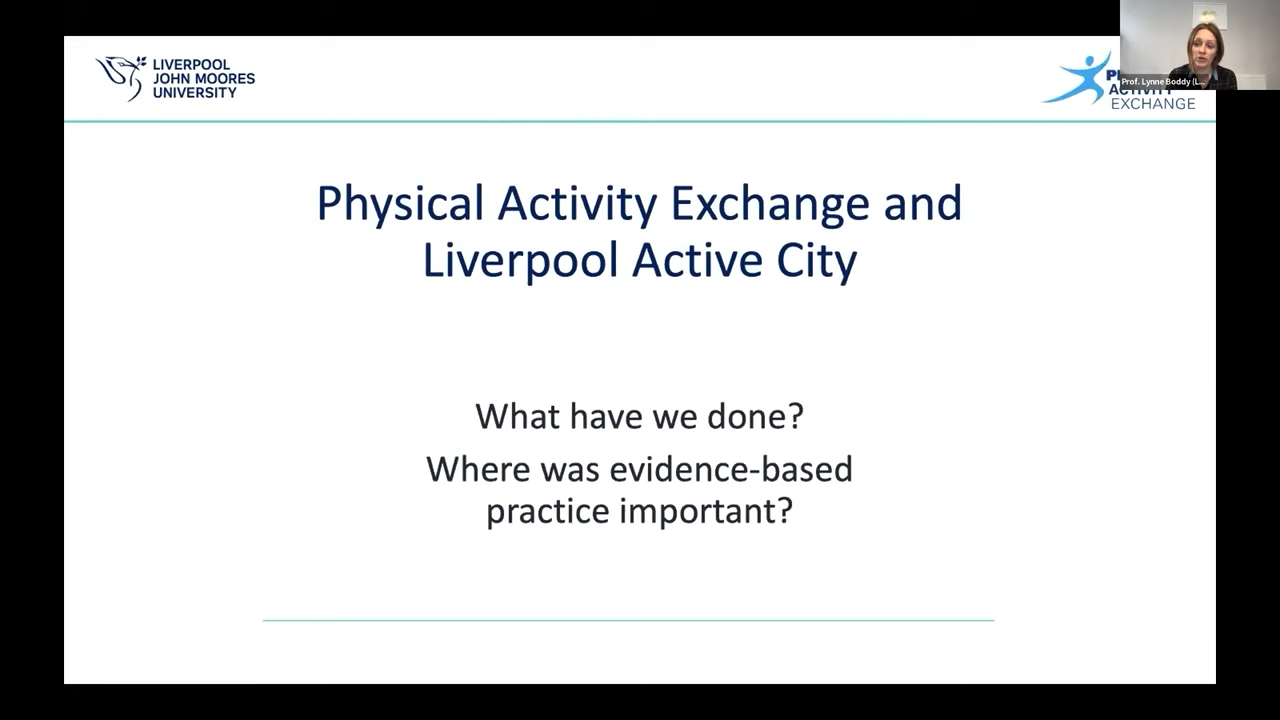 LIVERPOOL
JOHN MOORES
UNIVERSITY
Prof. Lynne Boddy (L...
ACTIVITY
EXCHANGE
Physical Activity Exchange and
Liverpool Active City
What have we done?
Where was evidence-based
practice important?